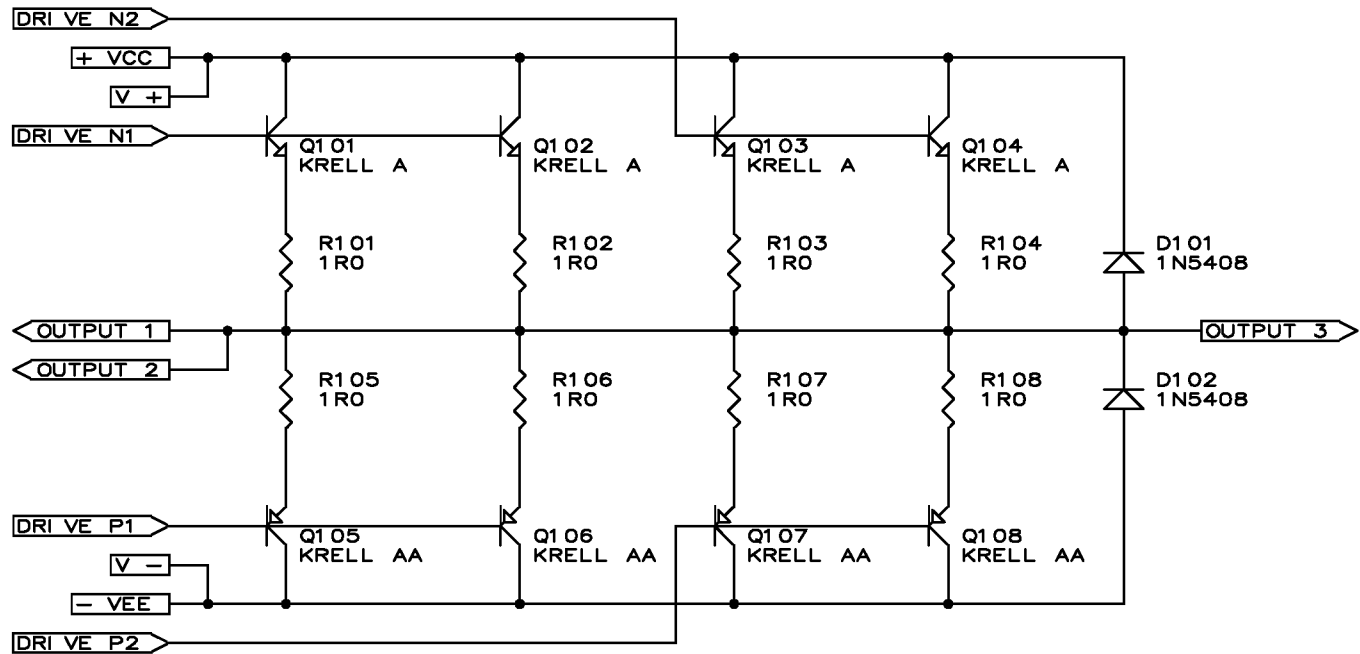 DRIVE N2
+ VCC
V +
DRIVE N1
Q101
KRELL A
Q102
KRELL A
Q103
KRELL A
Q104
KRELL A
R101
1R0
R102
1R0
R103
1R0
R104
1R0
D101
1N5408
OUTPUT 1
OUTPUT 3
OUTPUT 2
R105
1R0
R106
1R0
R107
1R0
R108
1R0
D102
1N5408
DRIVE P1
Q105
KRELL AA
Q106
KRELL AA
Q107
KRELL AA
Q108
KRELL AA
V -
- VEE
DRIVE P2